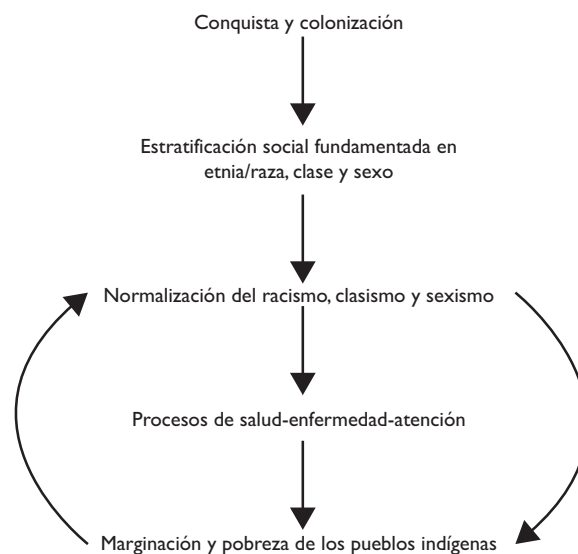 Conquista y colonización
Estratificación social fundamentada en
etnia/raza, clase y sexo
Normalización del racismo, clasismo y sexismo
Procesos de salud-enfermedad-atención
Marginación y pobreza de los pueblos indígenas